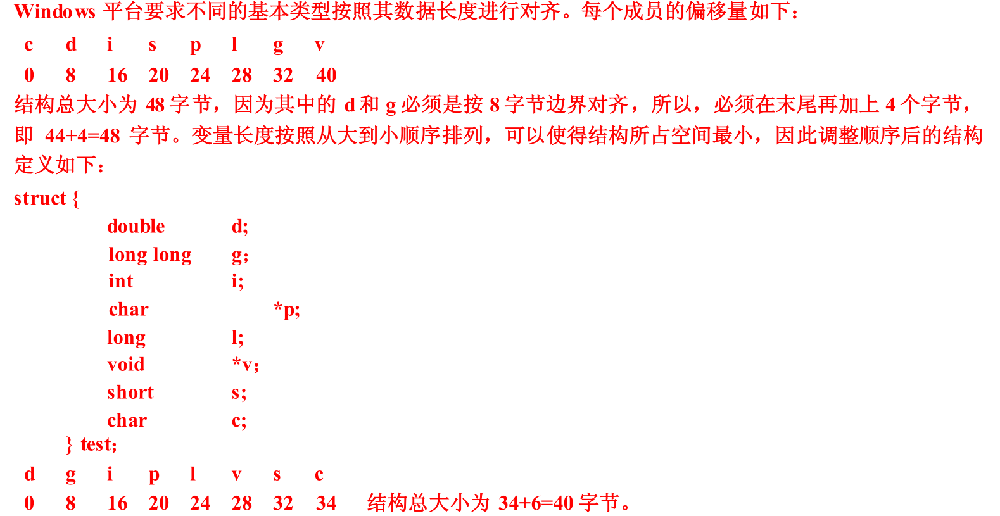 Windows 平台要求不同的基本类型按照其数据长度进行对齐。每个成员的偏移量如下：
c d i s p l g v
0 8 16 20 24 28 32 40
结构总大小为 48 字节，因为其中的 d 和 g 必须是按 8 字节边界对齐，所以，必须在末尾再加上 4 个字节，
即 44+4=48 字节。变量长度按照从大到小顺序排列，可以使得结构所占空间最小，因此调整顺序后的结构
定义如下：
struct {
double d;
long long g；
int i;
char *p;
long l;
void *v；
short s;
char c;
} test；
d g i p l v s c
0 8 16 20 24 28 32 34 结构总大小为 34+6=40 字节。